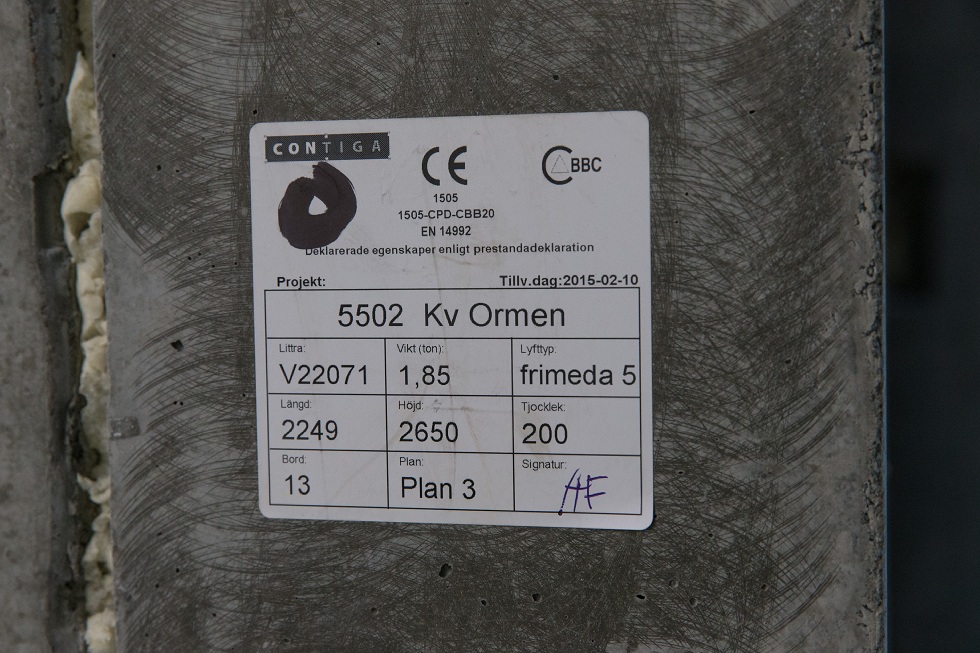 CONTIGA
CE
BBC
1505
1505-CPD-CBB20
EN 14992
Deklarerade egenskaper enligt prestandadeklaration
Projekt: Tillv.dag:2015-02-10
5502 Kv Ormen
Littra: Vikt (ton): Lyfttyp:
V22071 1,85 frimeda 5
Längd: Höjd: Tjocklek:
2249 2650 200
Bord: Plan: Signatur:
13 Plan 3 HF